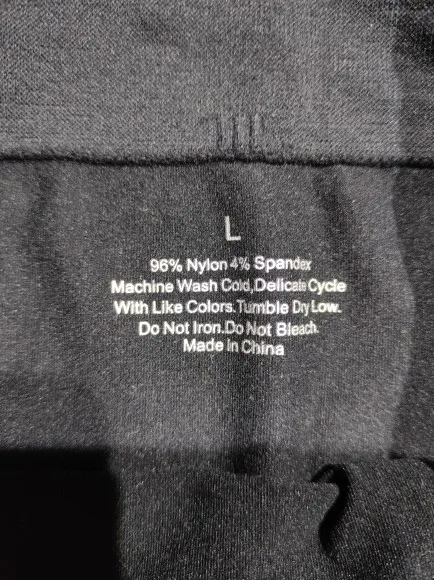 L
96% Nylon 4% Spandex
Machine Wash Cold,Delicate Cycle
With Like Colors.Tumble Dry Low.
Do Not Iron.Do Not Bleach.
Made In China